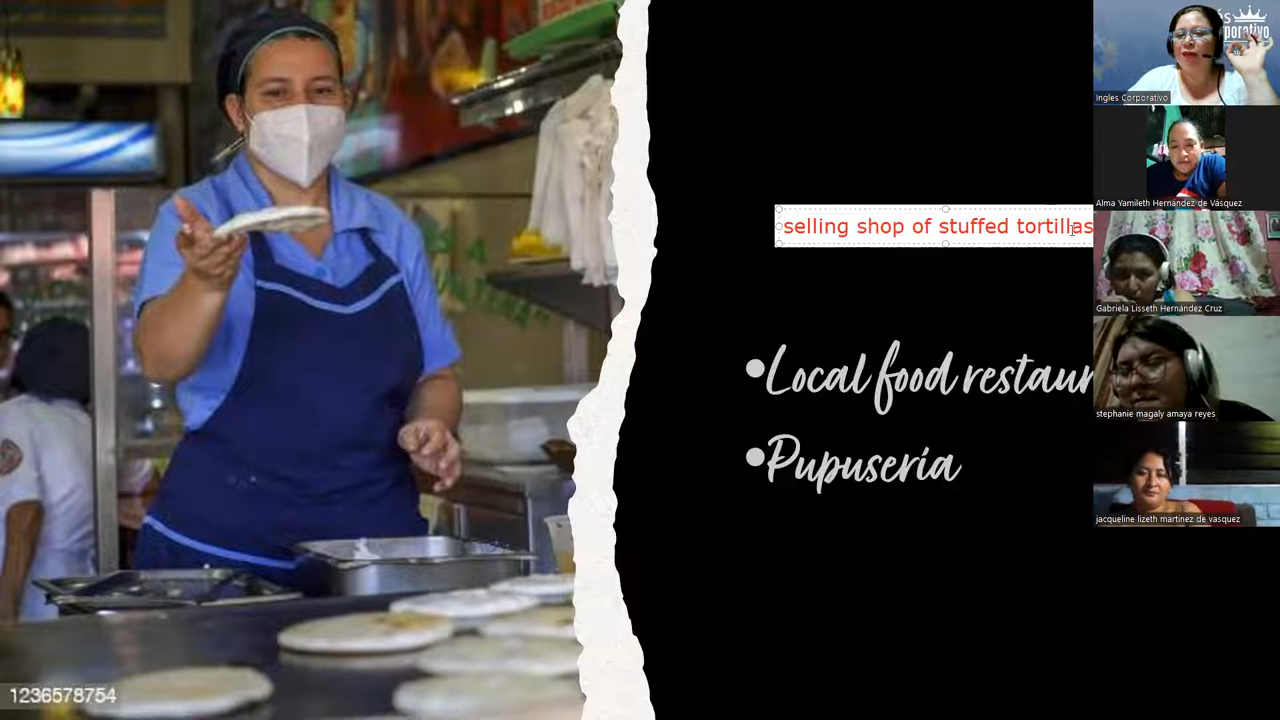 selling shop of stuffed tortillas
•Local food restaur
•Pupuseria
1236578754
Ingles Corporativo
Alma Yamileth Hernández de Vásquez
Gabriela Lisseth Hernández Cruz
stephanie magaly amaya reyes
jacqueline lizeth martinez de vasquez